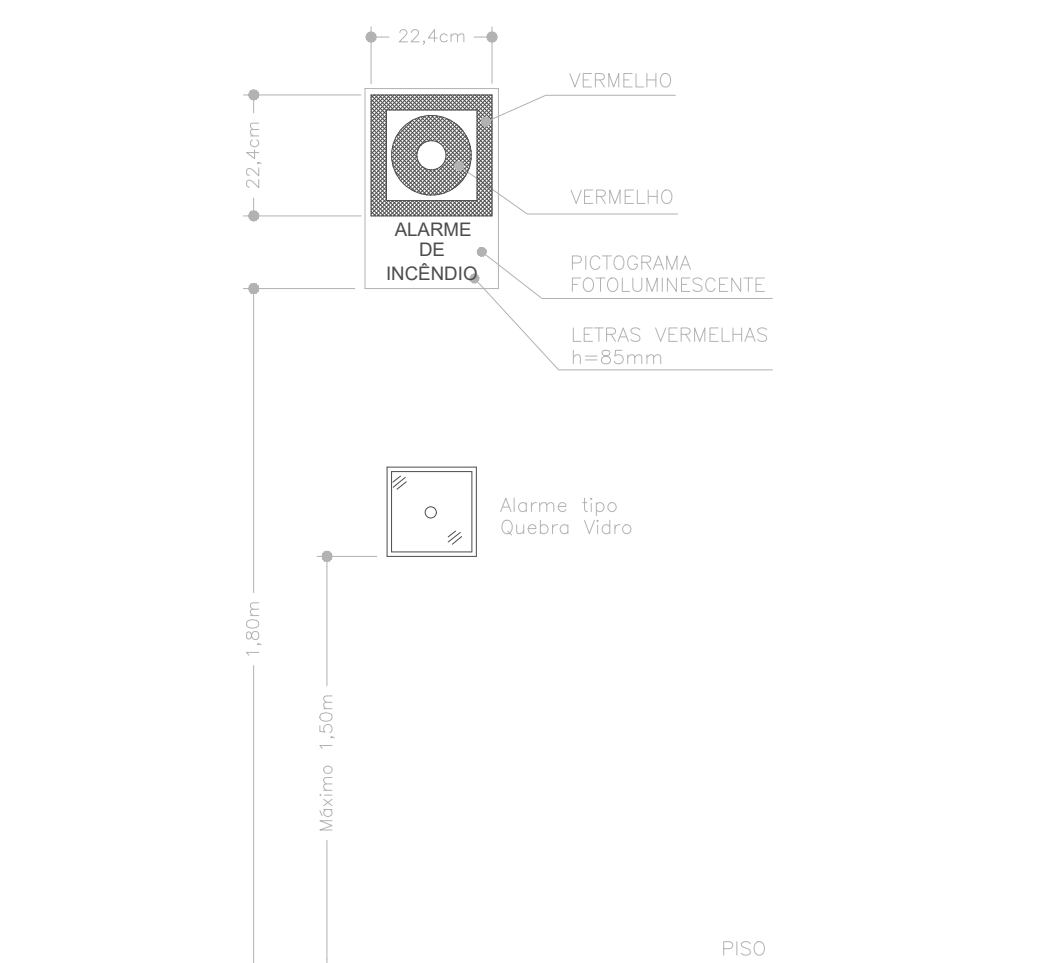 22,4cm
VERMELHO
22,4cm
VERMELHO
ALARME
DE
INCÊNDIO
PICTOGRAMA
FOTOLUMINESCENTE
LETRAS VERMELHAS
h=85mm
Alarme tipo
Quebra Vidro
1,80m
Máximo 1,50m
PISO